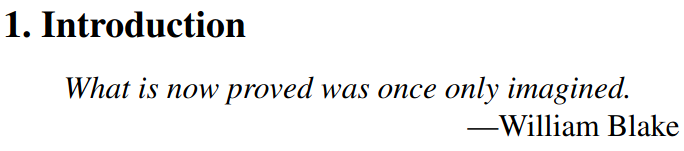 1. Introduction
What is now proved was once only imagined.
—William Blake